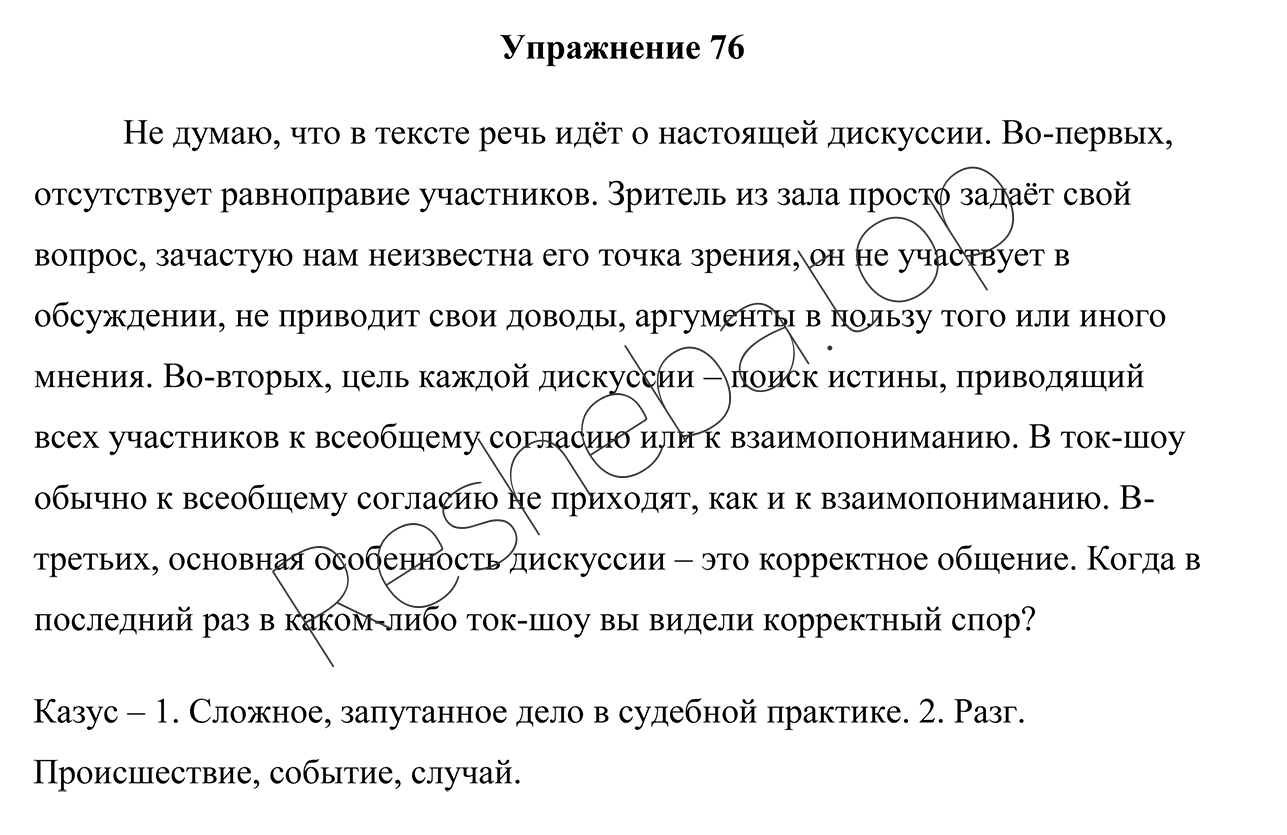 Упражнение 76
Не думаю, что в тексте речь идёт о настоящей дискуссии. Во-первых,
отсутствует равноправие участников. Зритель из зала просто задаёт свой
вопрос, зачастую нам неизвестна его точка зрения, он не участвует в
обсуждении, не приводит свои доводы, аргументы в пользу того или иного
мнения. Во-вторых, цель каждой дискуссии – поиск истины, приводящий
всех участников к всеобщему согласию или к взаимопониманию. В ток-шоу
обычно к всеобщему согласию не приходят, как и к взаимопониманию. В-
третьих, основная особенность дискуссии – это корректное общение. Когда в
последний раз в каком-либо ток-шоу вы видели корректный спор?
Казус – 1. Сложное, запутанное дело в судебной практике. 2. Разг.
Происшествие, событие, случай.
Resheba.top